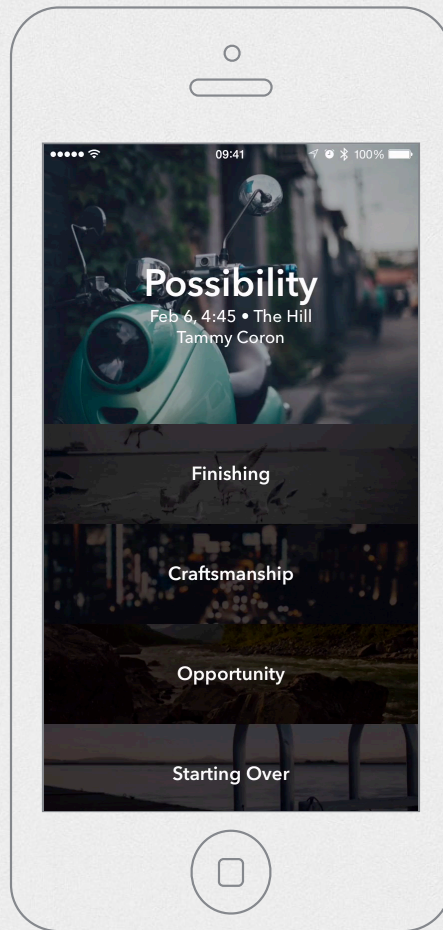 09:41 100%
Possibility
Feb 6, 4:45 • The Hill
Tammy Coron
Finishing
Craftsmanship
Opportunity
Starting Over